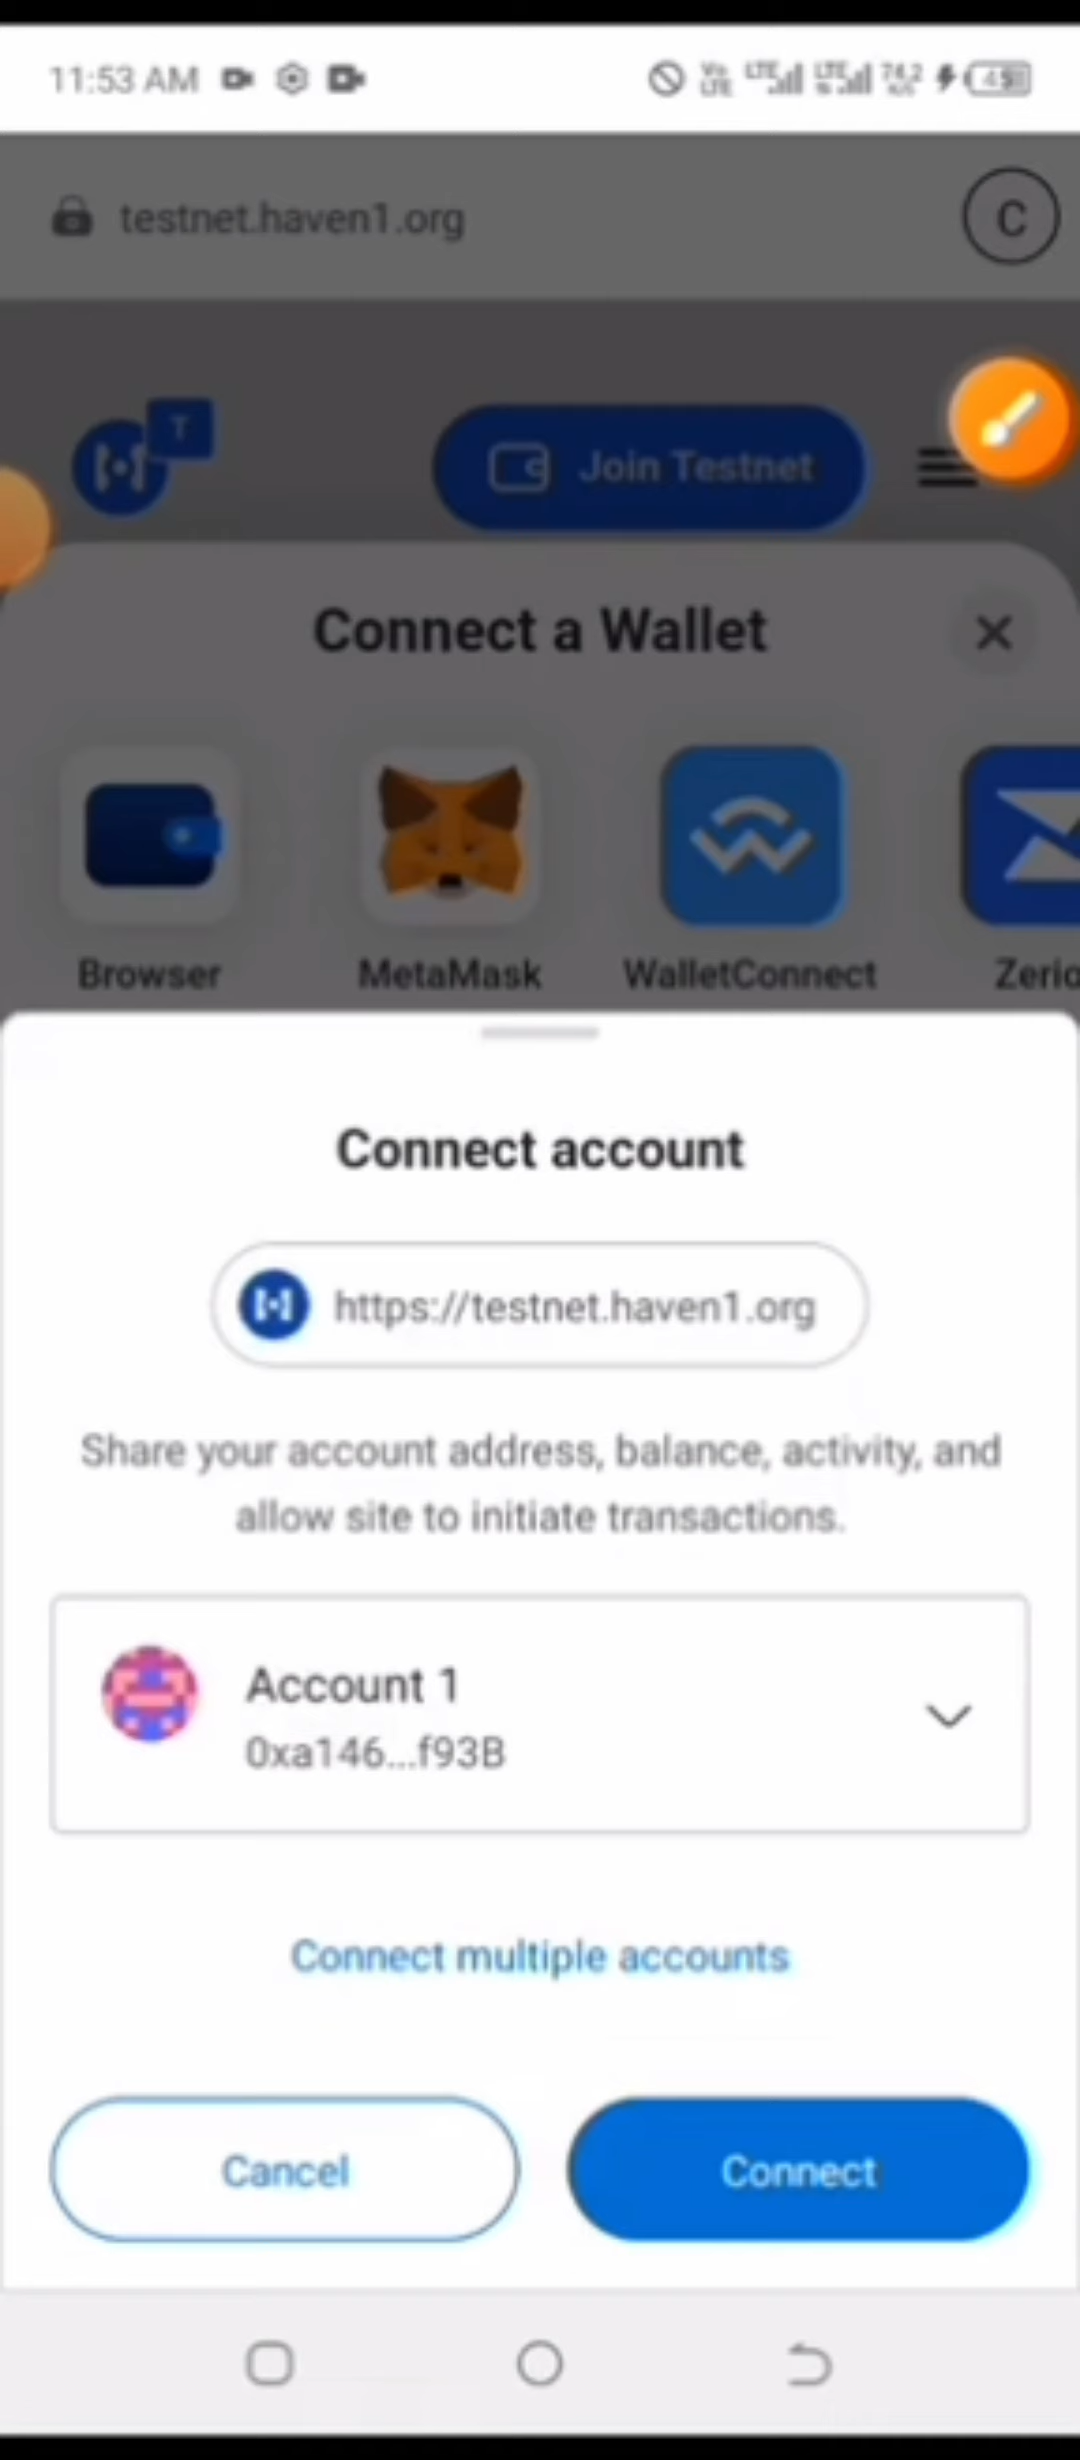 11:53 AM
testnet.haven1.org
C
T
Join Testnet
Connect a Wallet
Browser
MetaMask
WalletConnect
Zerio
Connect account
https://testnet.haven1.org
Share your account address, balance, activity, and
allow site to initiate transactions.
Account 1
0xa146...f93B
Connect multiple accounts
Cancel
Connect